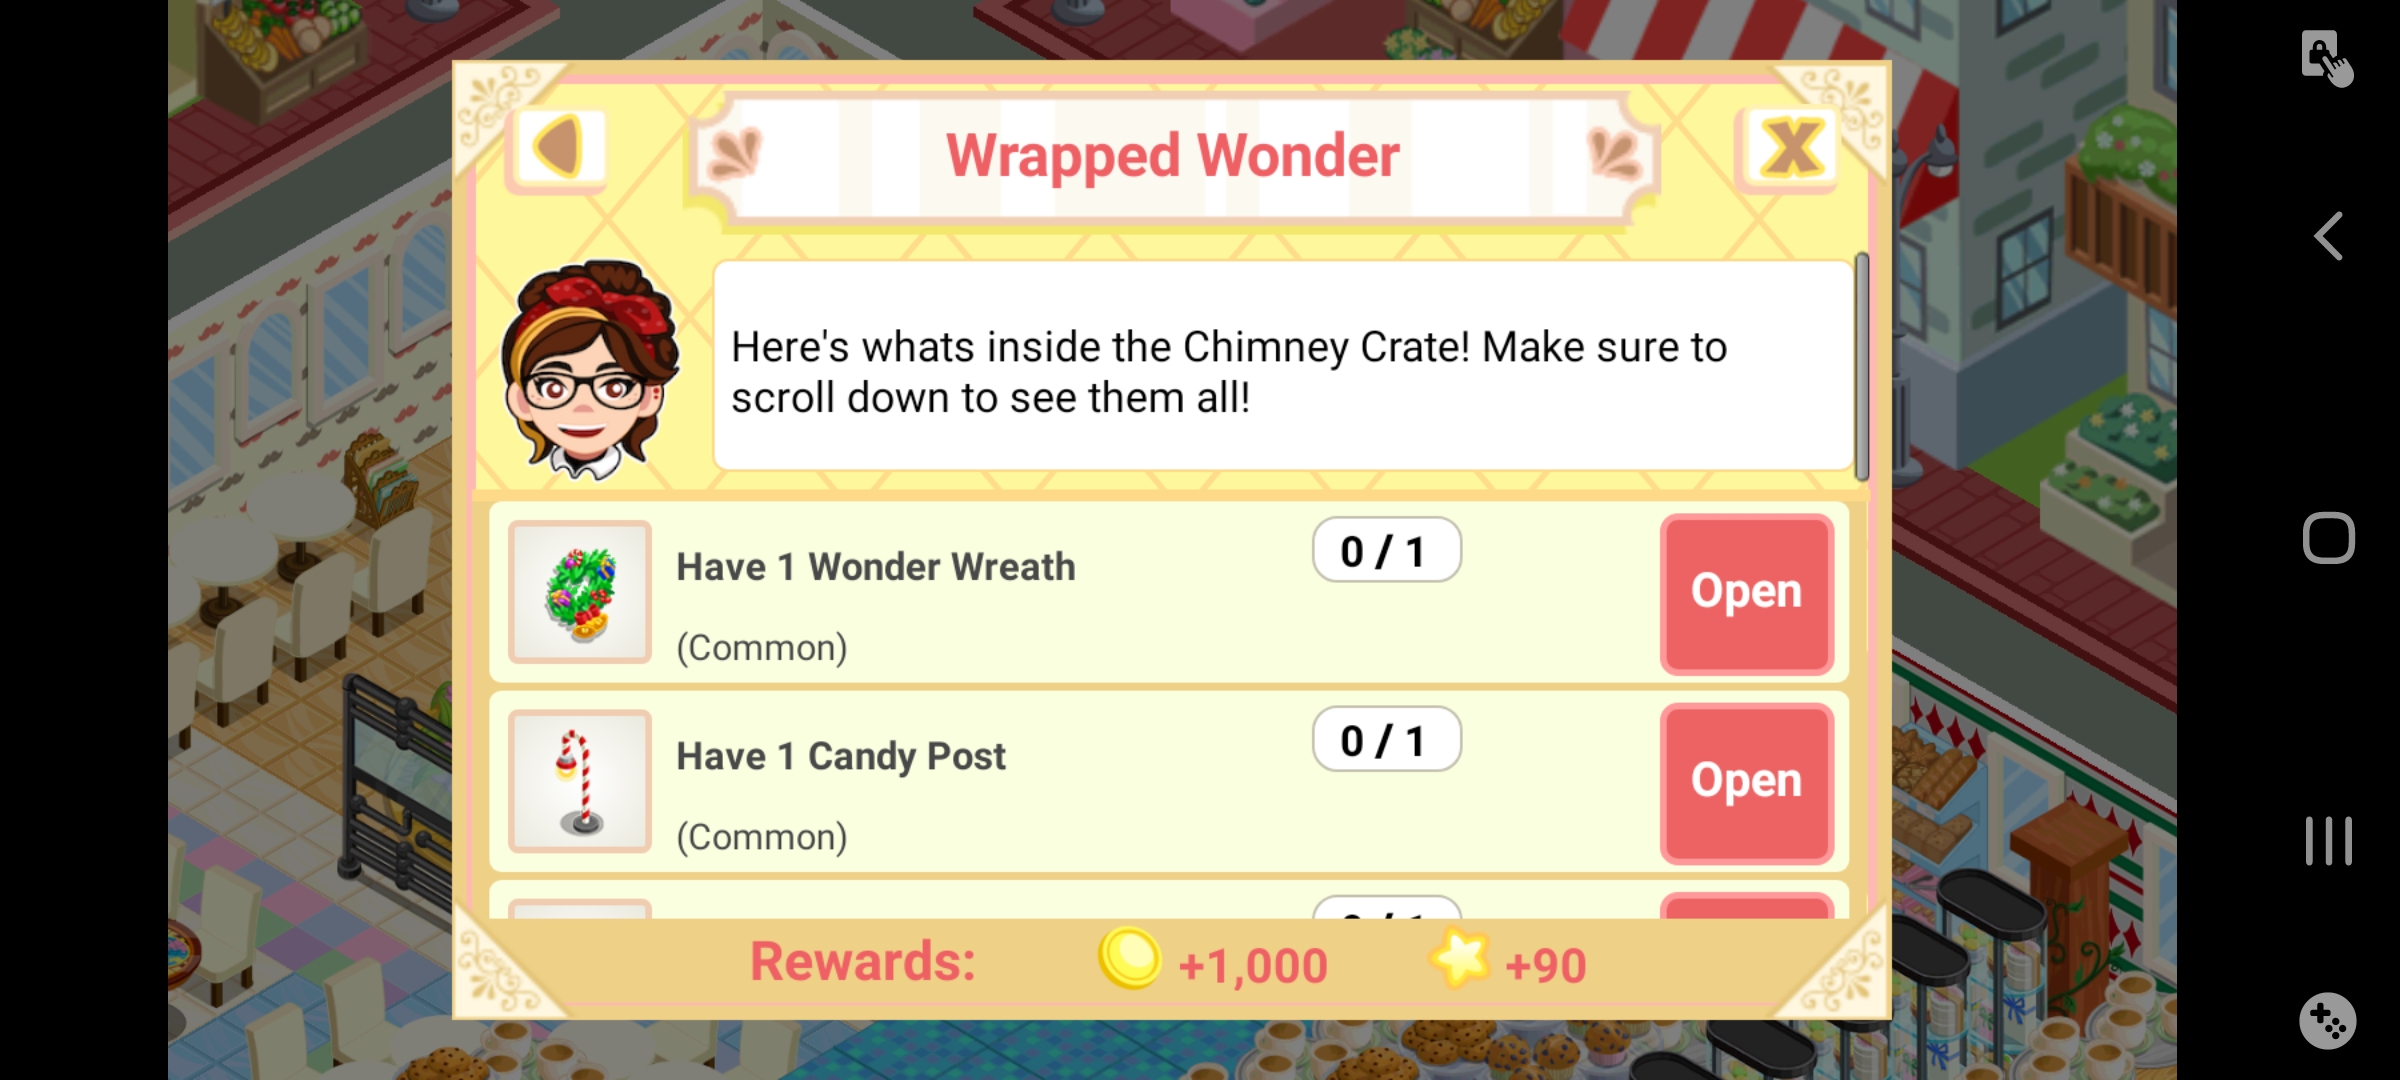 Wrapped Wonder
Here's whats inside the Chimney Crate! Make sure to
scroll down to see them all!
Have 1 Wonder Wreath
0 / 1
Open
(Common)
Have 1 Candy Post
0 / 1
Open
(Common)
Rewards: +1,000 +90